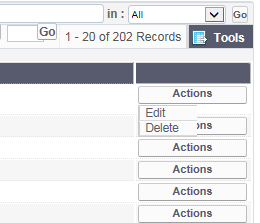 in : All Go
Go 1 - 20 of 202 Records Tools
Actions
Edit
Delete
Actions
Actions
Actions
Actions